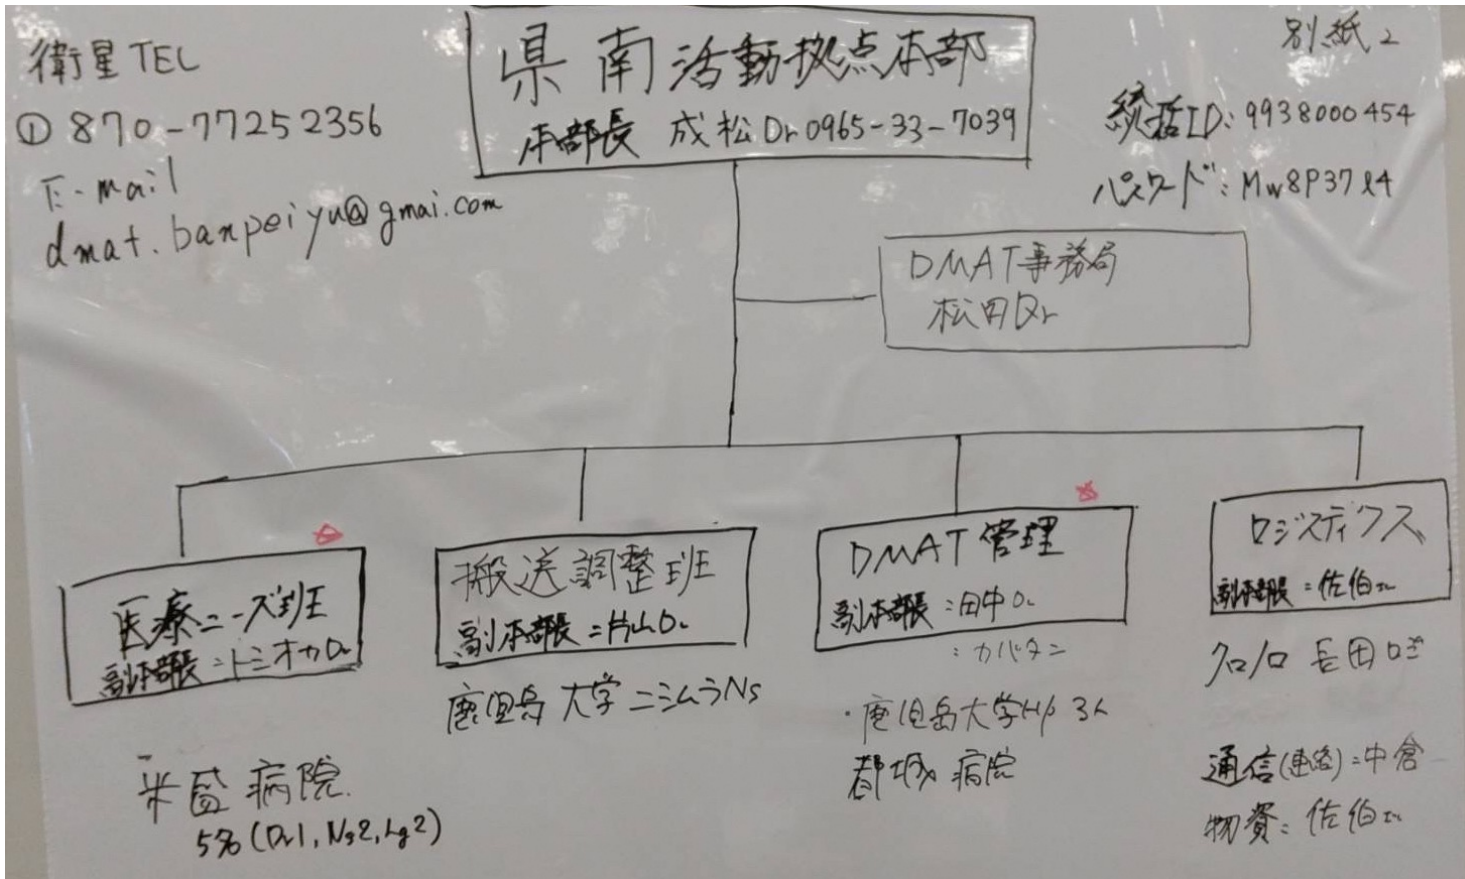 衛星TEL
① 870-77252356
E-mail
dmat.banpeiyu@gmai.com
県南活動拠点本部
本部長 成松Dr 0965-33-7039
別紙2
統括ID: 9938000454
パスワード: Mw8P37l4
DMAT事務局
松田Dr
医療ニーズ班
副本部長:トミオカDr
米盛病院
5名(Dr1, Ns2, Lg2)
搬送調整班
副本部長:片山Dr
鹿児島大学ニシムラNs
DMAT管理
副本部長:田中Dr
:カバタニ
・鹿児島大学Hp 3人
都城病院
ロジスティクス
副本部長:佐伯
クロノロ 長田ロジ
通信(連絡):中倉
物資:佐伯